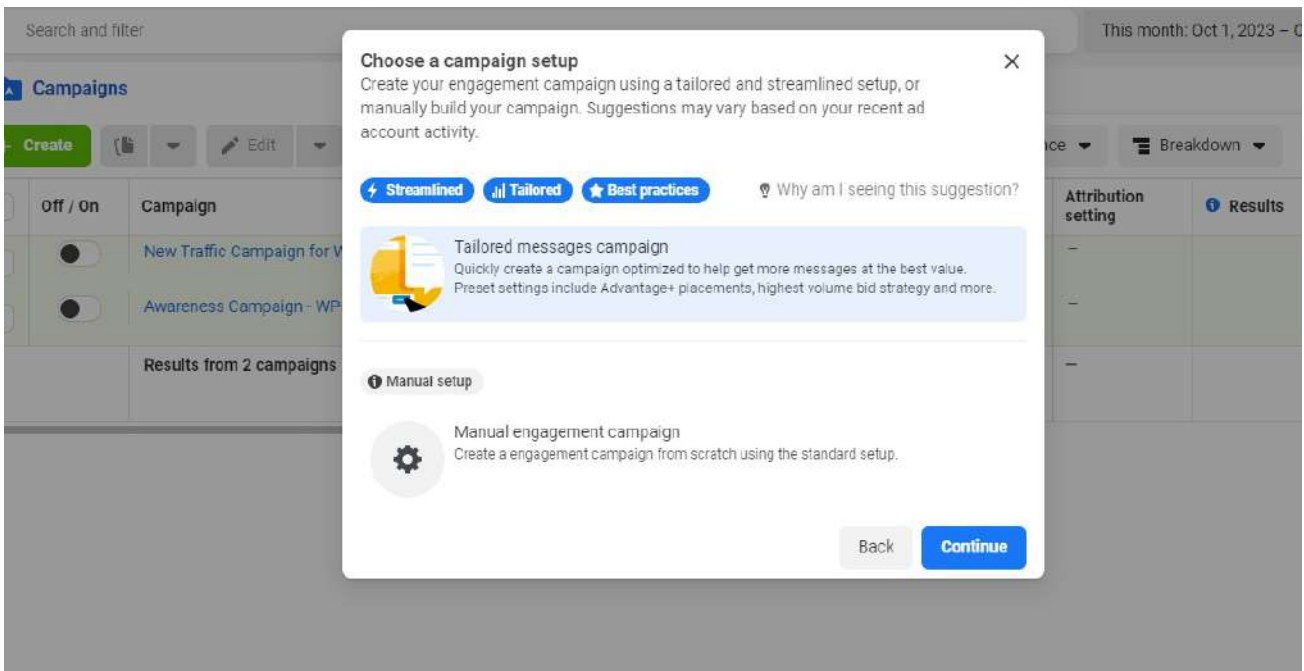 Search and filter
This month: Oct 1, 2023 –
Campaigns
Create
Edit
Breakdown
Off / On
Campaign
Attribution
setting
Results
New Traffic Campaign for
–
Awareness Campaign - WP
–
Results from 2 campaigns
–
Choose a campaign setup
Create your engagement campaign using a tailored and streamlined setup, or
manually build your campaign. Suggestions may vary based on your recent ad
account activity.
Streamlined
Tailored
Best practices
Why am I seeing this suggestion?
Tailored messages campaign
Quickly create a campaign optimized to help get more messages at the best value.
Preset settings include Advantage+ placements, highest volume bid strategy and more.
Manual setup
Manual engagement campaign
Create a engagement campaign from scratch using the standard setup.
Back
Continue